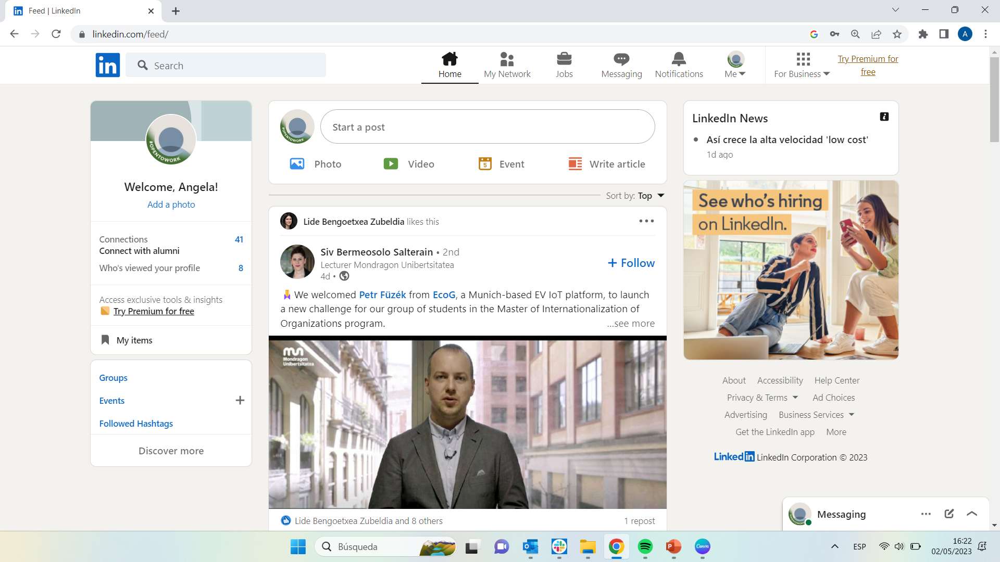 Feed | LinkedIn
linkedin.com/feed/
A
in
Search
Home
My Network
Jobs
Messaging
Notifications
Me
For Business
Try Premium for
free
#OPENTOWORK
Welcome, Angela!
Add a photo
Connections 41
Connect with alumni
Who's viewed your profile 8
Access exclusive tools & insights
Try Premium for free
My items
Groups
Events
Followed Hashtags
Discover more
#OPENTOWORK
Start a post
Photo
Video
5
Event
Write article
Sort by: Top
Lide Bengoetxea Zubeldia likes this
Siv Bermeosolo Salterain • 2nd
Lecturer Mondragon Unibertsitatea
4d •
+ Follow
We welcomed Petr Füzék from EcoG, a Munich-based EV IoT platform, to launch
a new challenge for our group of students in the Master of Internationalization of
Organizations program.
...see more
Mondragon
Unibertsitatea
Lide Bengoetxea Zubeldia and 8 others
1 repost
LinkedIn News
Así crece la alta velocidad 'low cost'
1d ago
See who's hiring
on LinkedIn.
About Accessibility Help Center
Privacy & Terms Ad Choices
Advertising Business Services
Get the LinkedIn app More
LinkedIn LinkedIn Corporation © 2023
Messaging
Búsqueda
Canva
ESP
16:22
02/05/2023